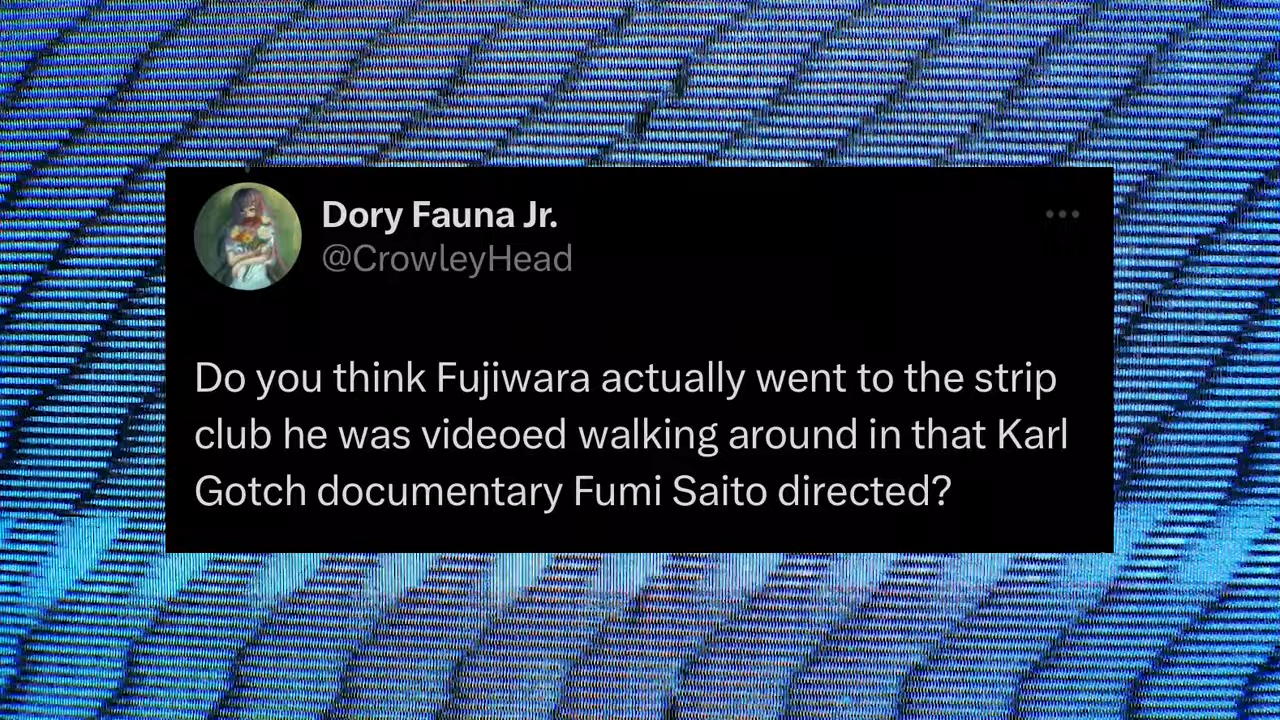 Dory Fauna Jr.
@CrowleyHead
Do you think Fujiwara actually went to the strip
club he was videoed walking around in that Karl
Gotch documentary Fumi Saito directed?